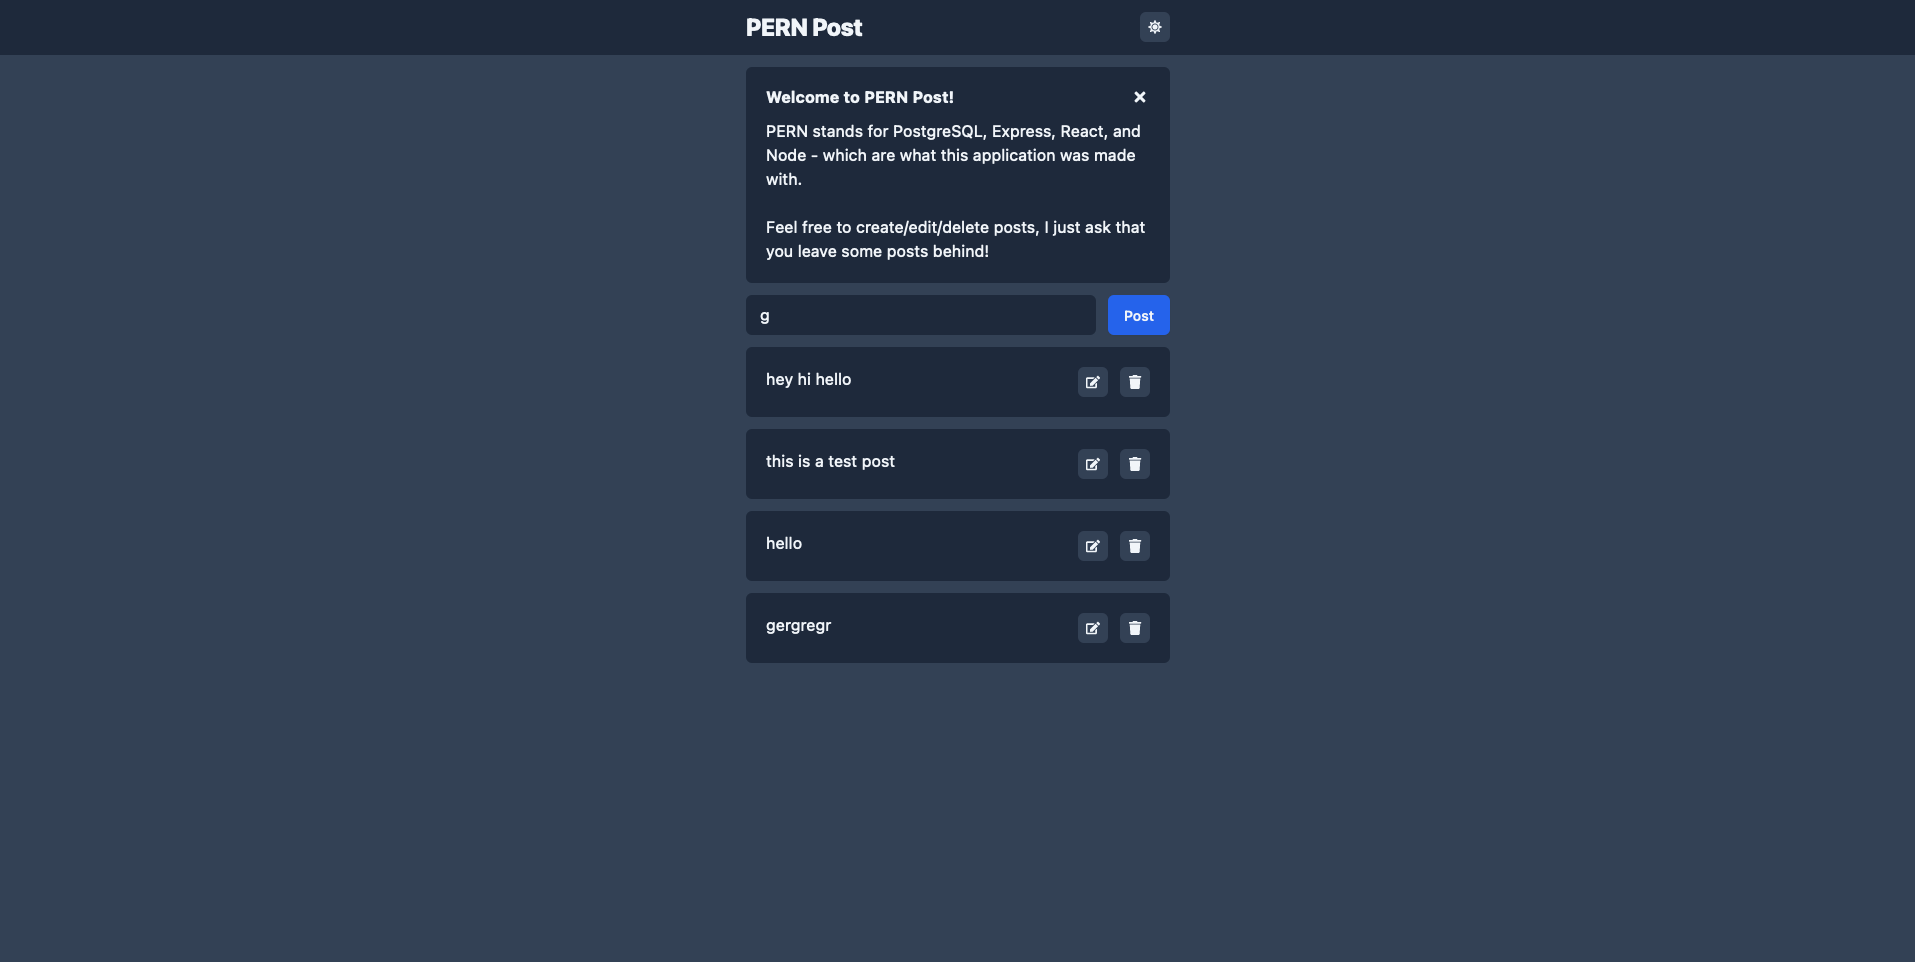 PERN Post
Welcome to PERN Post!
PERN stands for PostgreSQL, Express, React, and
Node - which are what this application was made
with.
Feel free to create/edit/delete posts, I just ask that
you leave some posts behind!
g
Post
hey hi hello
this is a test post
hello
gergregr